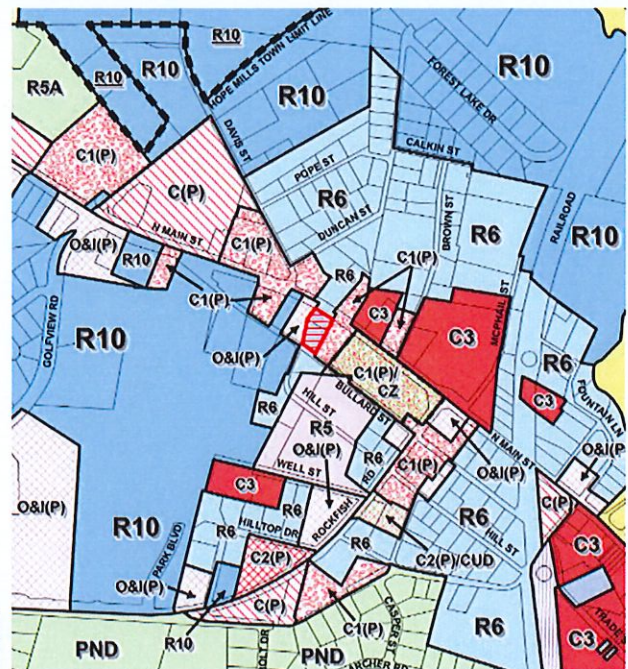 R10
R5A
R10
R10
HOPE MILLS TOWN LIMIT LINE
R10
R10
FOREST LAKE DR
DAVIS ST
CALKIN ST
C1(P)
C(P)
POPE ST
R6
DUNCAN ST
BROWN ST
R6
RAILROAD
R10
N MAIN ST
O&I(P)
R10
C1(P)
C1(P)
C1(P)
R6
MCPHAIL ST
GOLFVIEW RD
R10
C3
C3
O&I(P)
C1(P)/
CZ
R6
C3
FOUNTAIN LN
HILL ST
BULLARD ST
R6
R5
N MAIN ST
O&I(P)
O&I(P)
O&I(P
WELL ST
R6
RD
C1(P)
C3
O&I(P)
R10
R6
R6
HILLTOP DR
ROCKFISH
R6
HILL ST
C(P)
C3
PARK BLVD
C2(P)
R6
C2(P)/CUD
O&I(P)
C(P)
R10
C1(P)
CASPER ST
R6
TRADE S
C3
PND
PND
ARCHER RD